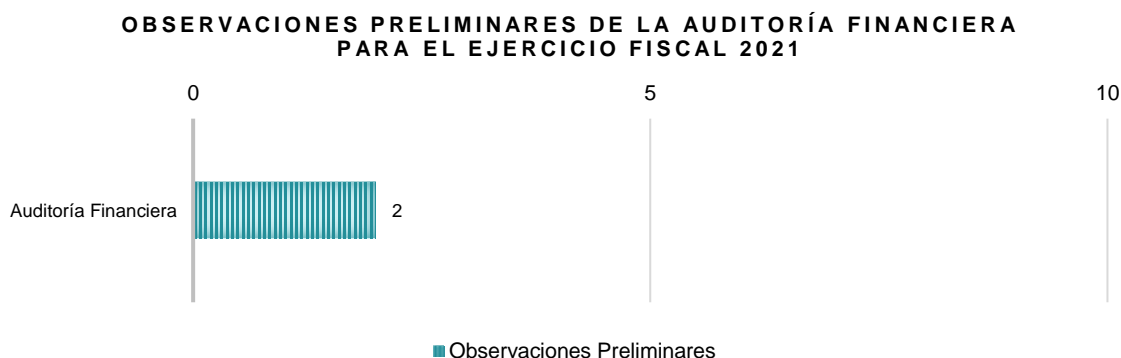 OBSERVACIONES PRELIMINARES DE LA AUDITORÍA FINANCIERA
PARA EL EJERCICIO FISCAL 2021
0 5 10
Auditoría Financiera 2
Observaciones Preliminares